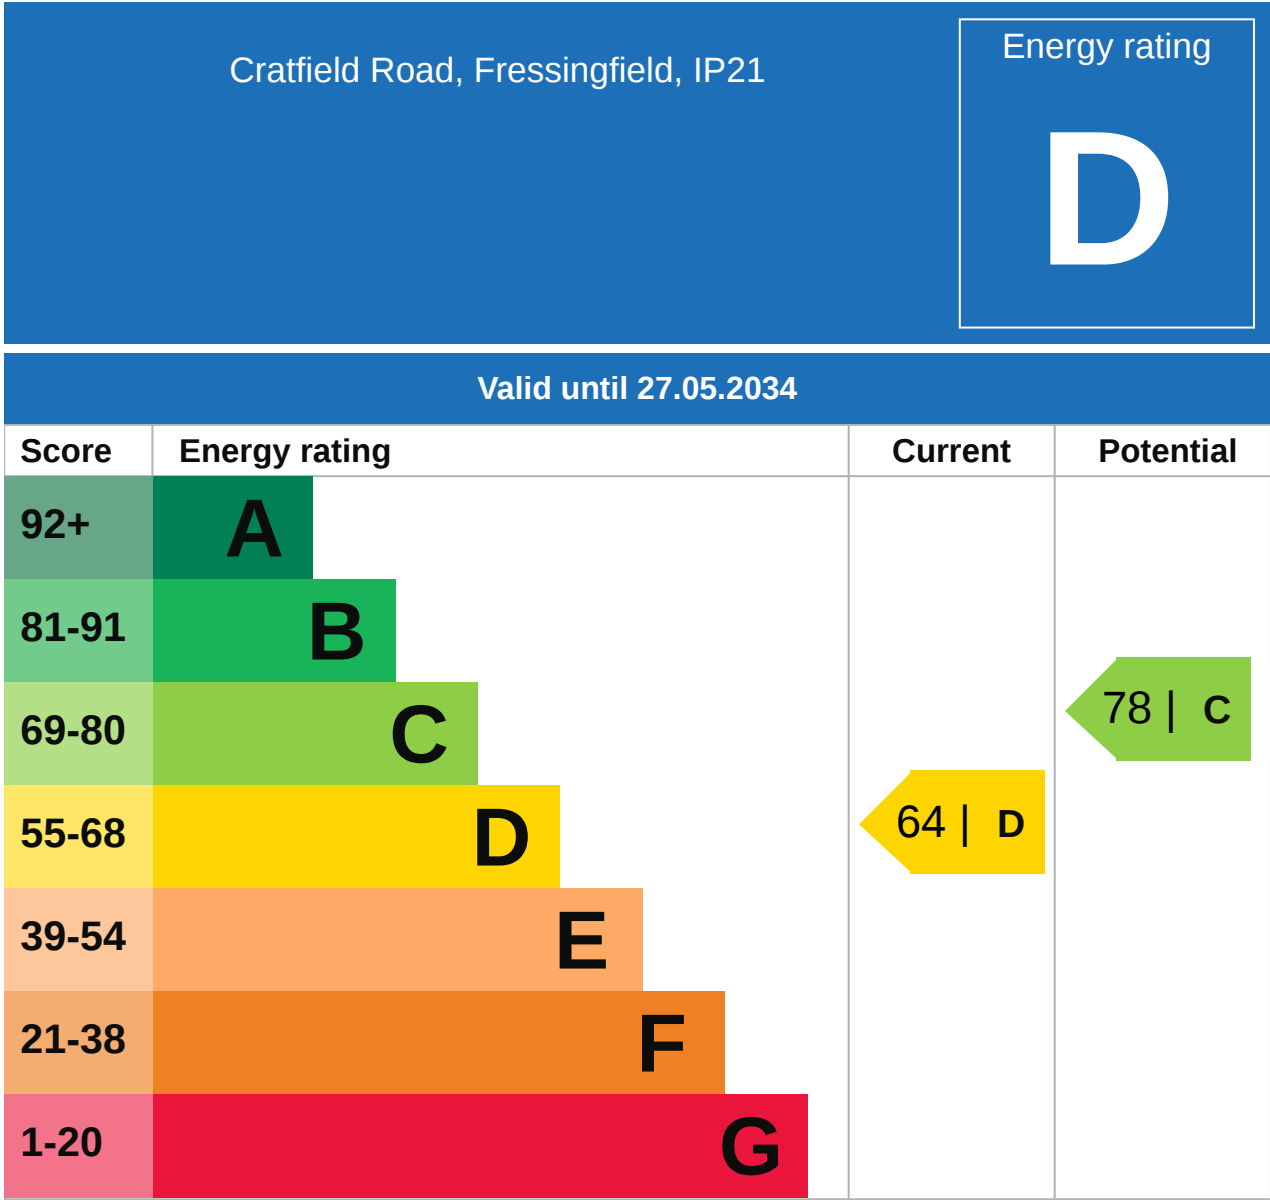 Cratfield Road, Fressingfield, IP21
Energy rating
D
Valid until 27.05.2034
Score Energy rating Current Potential
92+ A
81-91 B
69-80 C
78 | C
55-68 D
64 | D
39-54 E
21-38 F
1-20 G